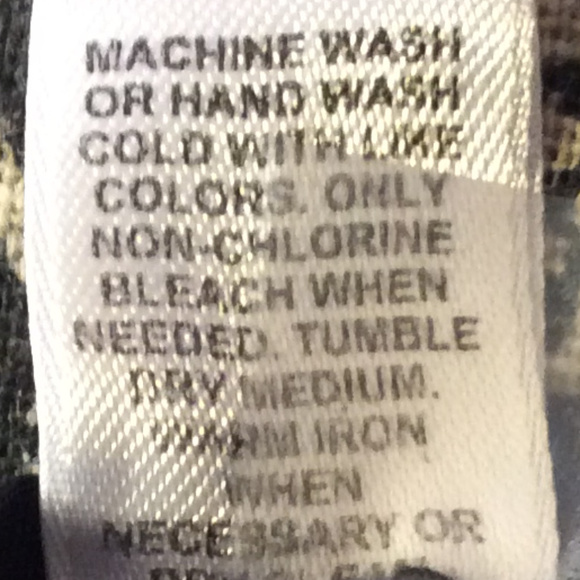 MACHINE WASH
OR HAND WASH
COLD WITH LIKE
COLORS. ONLY
NON-CHLORINE
BLEACH WHEN
NEEDED. TUMBLE
DRY MEDIUM.
WARM IRON
WHEN
NECESSARY OR